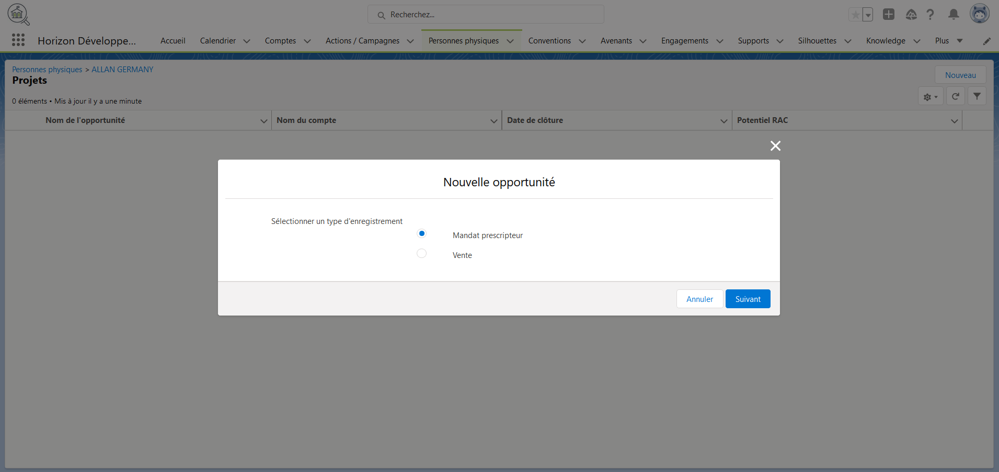 Recherchez...
Horizon Développe...
Accueil
Calendrier
Comptes
Actions / Campagnes
Personnes physiques
Conventions
Avenants
Engagements
Supports
Silhouettes
Knowledge
Plus
Personnes physiques > ALLAN GERMANY
Projets
Nouveau
0 éléments • Mis à jour il y a une minute
Nom de l'opportunité
Nom du compte
Date de clôture
Potentiel RAC
Nouvelle opportunité
Sélectionner un type d'enregistrement
Mandat prescripteur
Vente
Annuler
Suivant